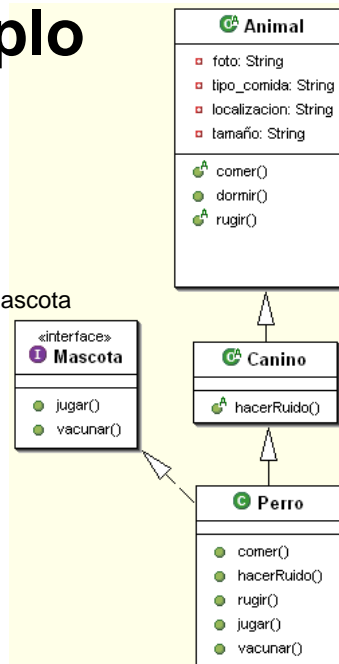 plo
Animal
foto: String
tipo_comida: String
localizacion: String
tamaño: String
comer()
dormir()
rugir()
ascota
«interface»
Mascota
jugar()
vacunar()
Canino
hacerRuido()
Perro
comer()
hacerRuido()
rugir()
jugar()
vacunar()